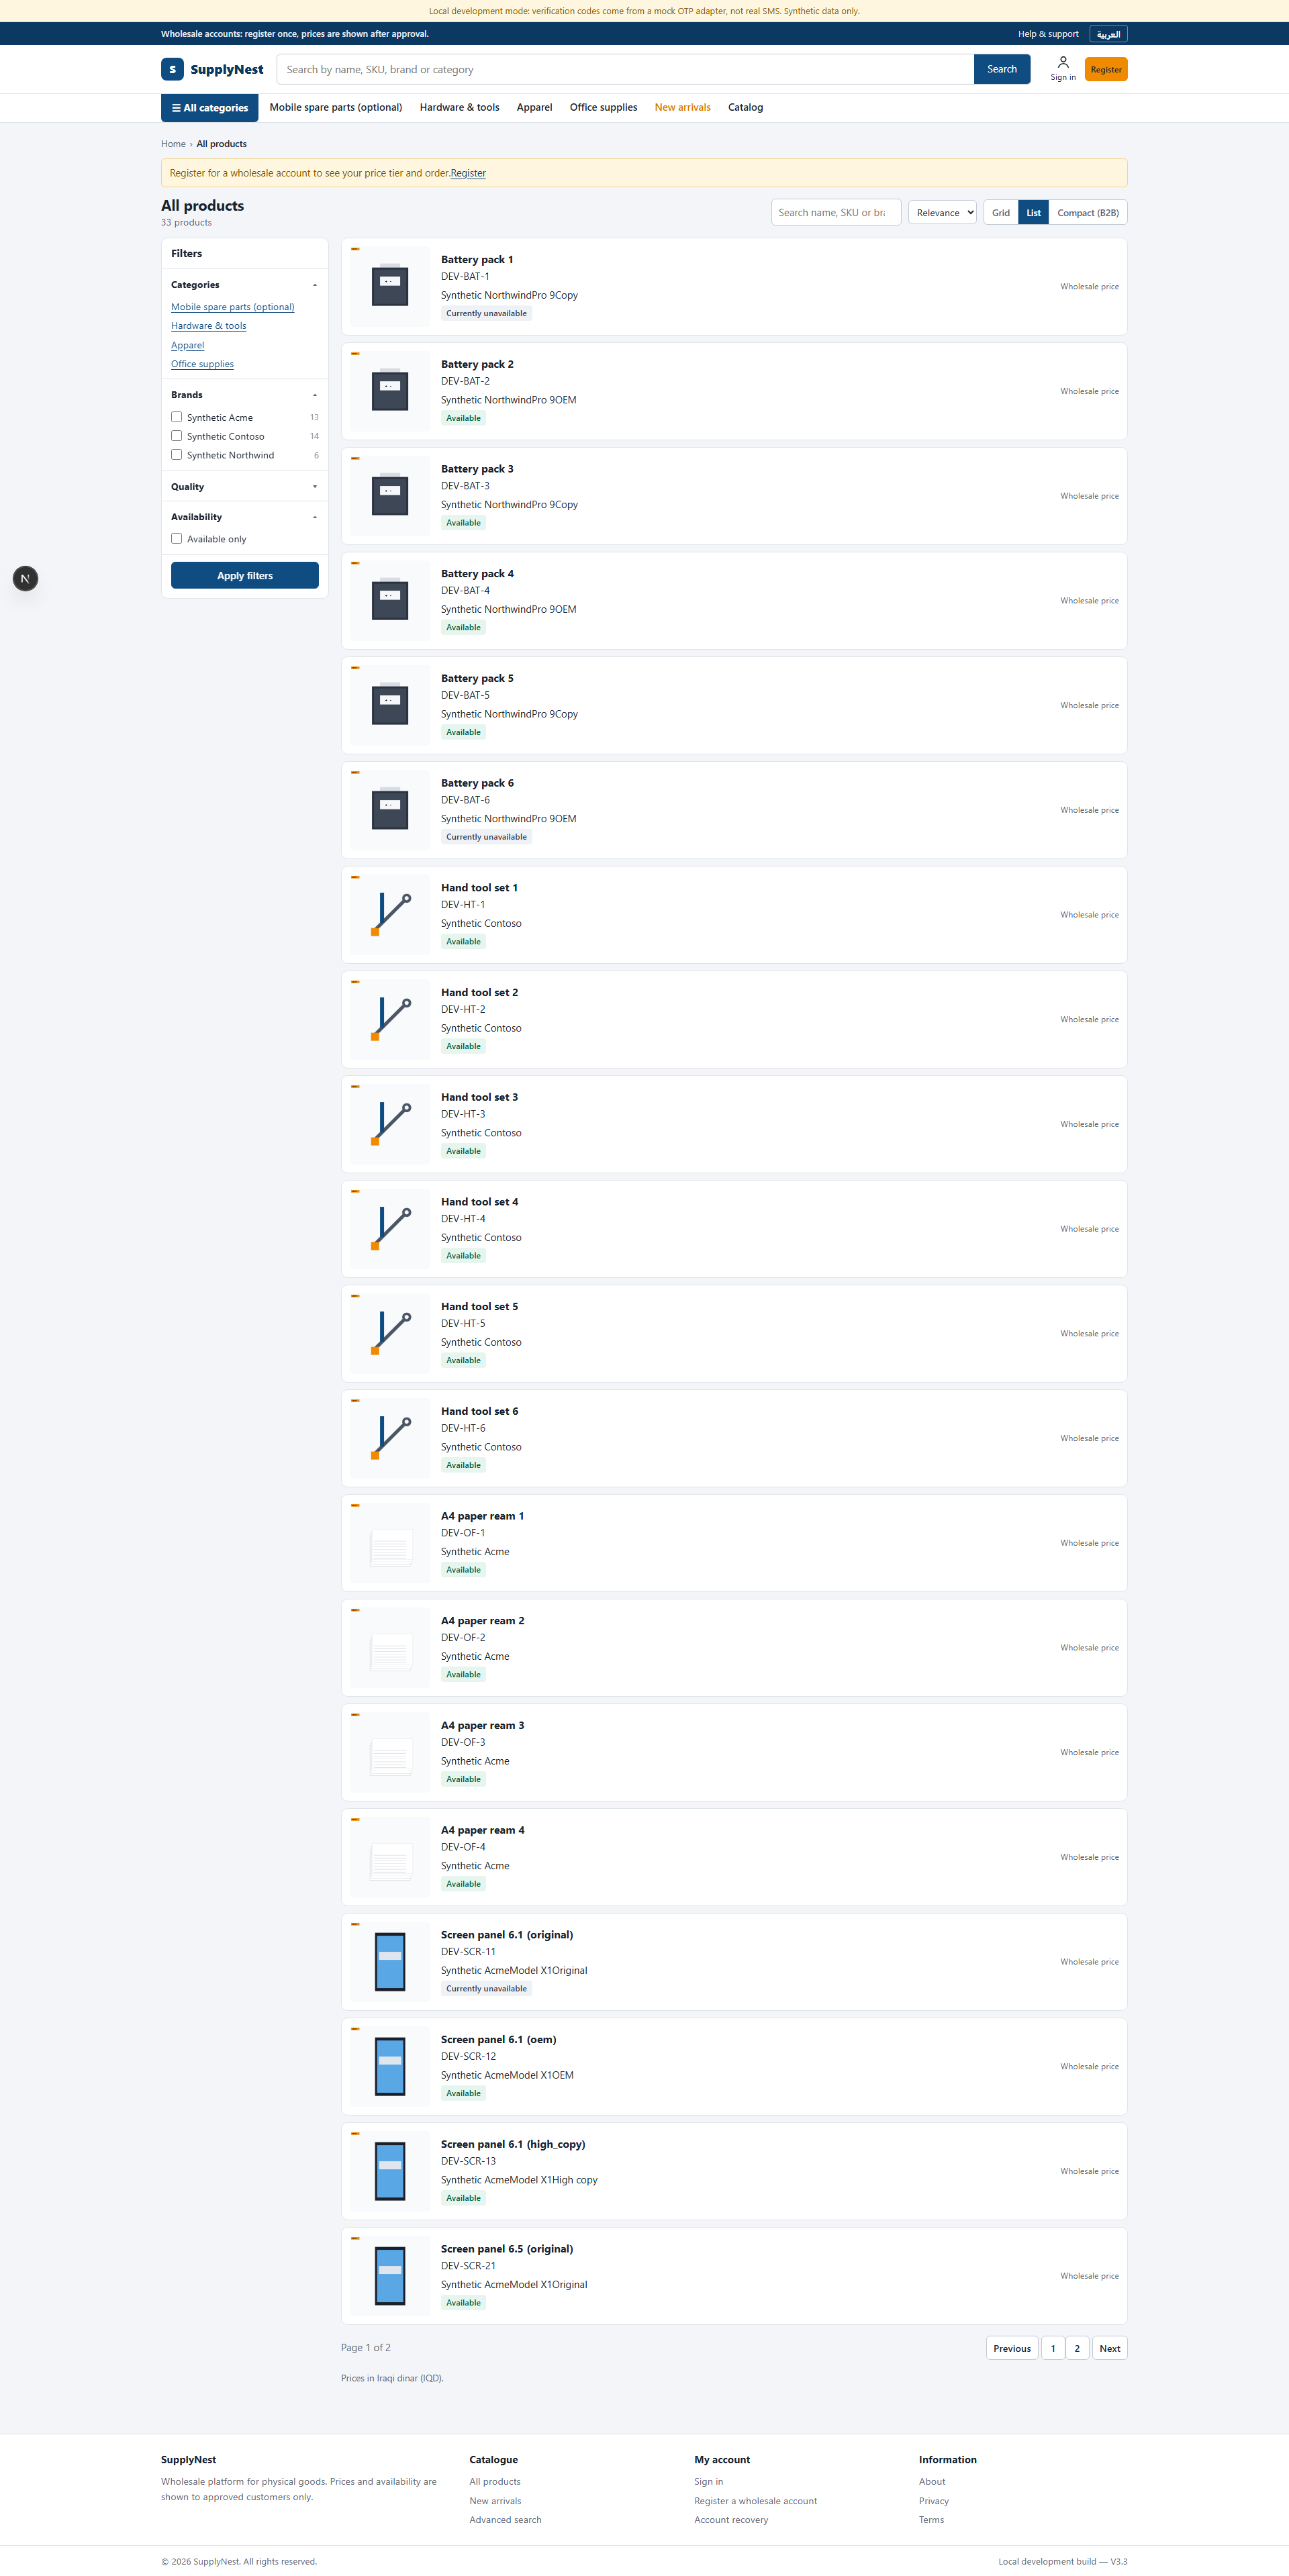 Local development mode: verification codes come from a mock OTP adapter, not real SMS. Synthetic data only.
Wholesale accounts: register once, prices are shown after approval.
Help & support
العربية
S SupplyNest
Search by name, SKU, brand or category
Search
Sign in
Register
☰ All categories
Mobile spare parts (optional)
Hardware & tools
Apparel
Office supplies
New arrivals
Catalog
Home › All products
Register for a wholesale account to see your price tier and order.Register
All products
33 products
Search name, SKU or bra
Relevance
Grid
List
Compact (B2B)
Filters
Categories
Mobile spare parts (optional)
Hardware & tools
Apparel
Office supplies
Brands
Synthetic Acme 13
Synthetic Contoso 14
Synthetic Northwind 6
Quality
Availability
Available only
Apply filters
N
Battery pack 1
DEV-BAT-1
Synthetic NorthwindPro 9Copy
Currently unavailable
Wholesale price
Battery pack 2
DEV-BAT-2
Synthetic NorthwindPro 9OEM
Available
Wholesale price
Battery pack 3
DEV-BAT-3
Synthetic NorthwindPro 9Copy
Available
Wholesale price
Battery pack 4
DEV-BAT-4
Synthetic NorthwindPro 9OEM
Available
Wholesale price
Battery pack 5
DEV-BAT-5
Synthetic NorthwindPro 9Copy
Available
Wholesale price
Battery pack 6
DEV-BAT-6
Synthetic NorthwindPro 9OEM
Currently unavailable
Wholesale price
Hand tool set 1
DEV-HT-1
Synthetic Contoso
Available
Wholesale price
Hand tool set 2
DEV-HT-2
Synthetic Contoso
Available
Wholesale price
Hand tool set 3
DEV-HT-3
Synthetic Contoso
Available
Wholesale price
Hand tool set 4
DEV-HT-4
Synthetic Contoso
Available
Wholesale price
Hand tool set 5
DEV-HT-5
Synthetic Contoso
Available
Wholesale price
Hand tool set 6
DEV-HT-6
Synthetic Contoso
Available
Wholesale price
A4 paper ream 1
DEV-OF-1
Synthetic Acme
Available
Wholesale price
A4 paper ream 2
DEV-OF-2
Synthetic Acme
Available
Wholesale price
A4 paper ream 3
DEV-OF-3
Synthetic Acme
Available
Wholesale price
A4 paper ream 4
DEV-OF-4
Synthetic Acme
Available
Wholesale price
Screen panel 6.1 (original)
DEV-SCR-11
Synthetic AcmeModel X1Original
Currently unavailable
Wholesale price
Screen panel 6.1 (oem)
DEV-SCR-12
Synthetic AcmeModel X1OEM
Available
Wholesale price
Screen panel 6.1 (high_copy)
DEV-SCR-13
Synthetic AcmeModel X1High copy
Available
Wholesale price
Screen panel 6.5 (original)
DEV-SCR-21
Synthetic AcmeModel X1Original
Available
Wholesale price
Page 1 of 2
Previous
1
2
Next
Prices in Iraqi dinar (IQD).
SupplyNest
Wholesale platform for physical goods. Prices and availability are
shown to approved customers only.
Catalogue
All products
New arrivals
Advanced search
My account
Sign in
Register a wholesale account
Account recovery
Information
About
Privacy
Terms
© 2026 SupplyNest. All rights reserved.
Local development build — V3.3